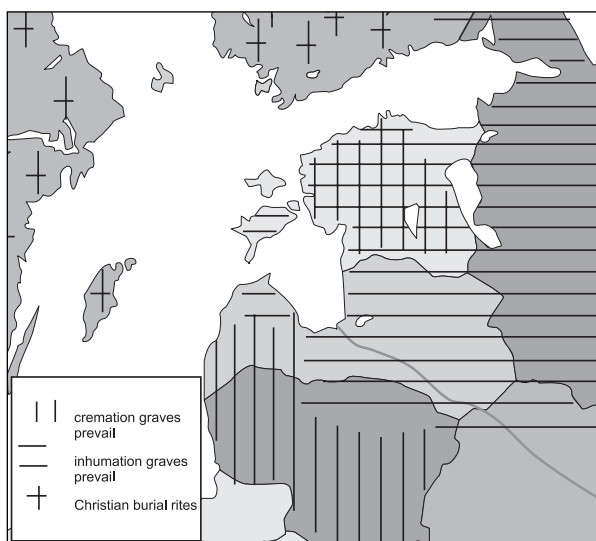 cremation graves
prevail
inhumation graves
prevail
Christian burial rites